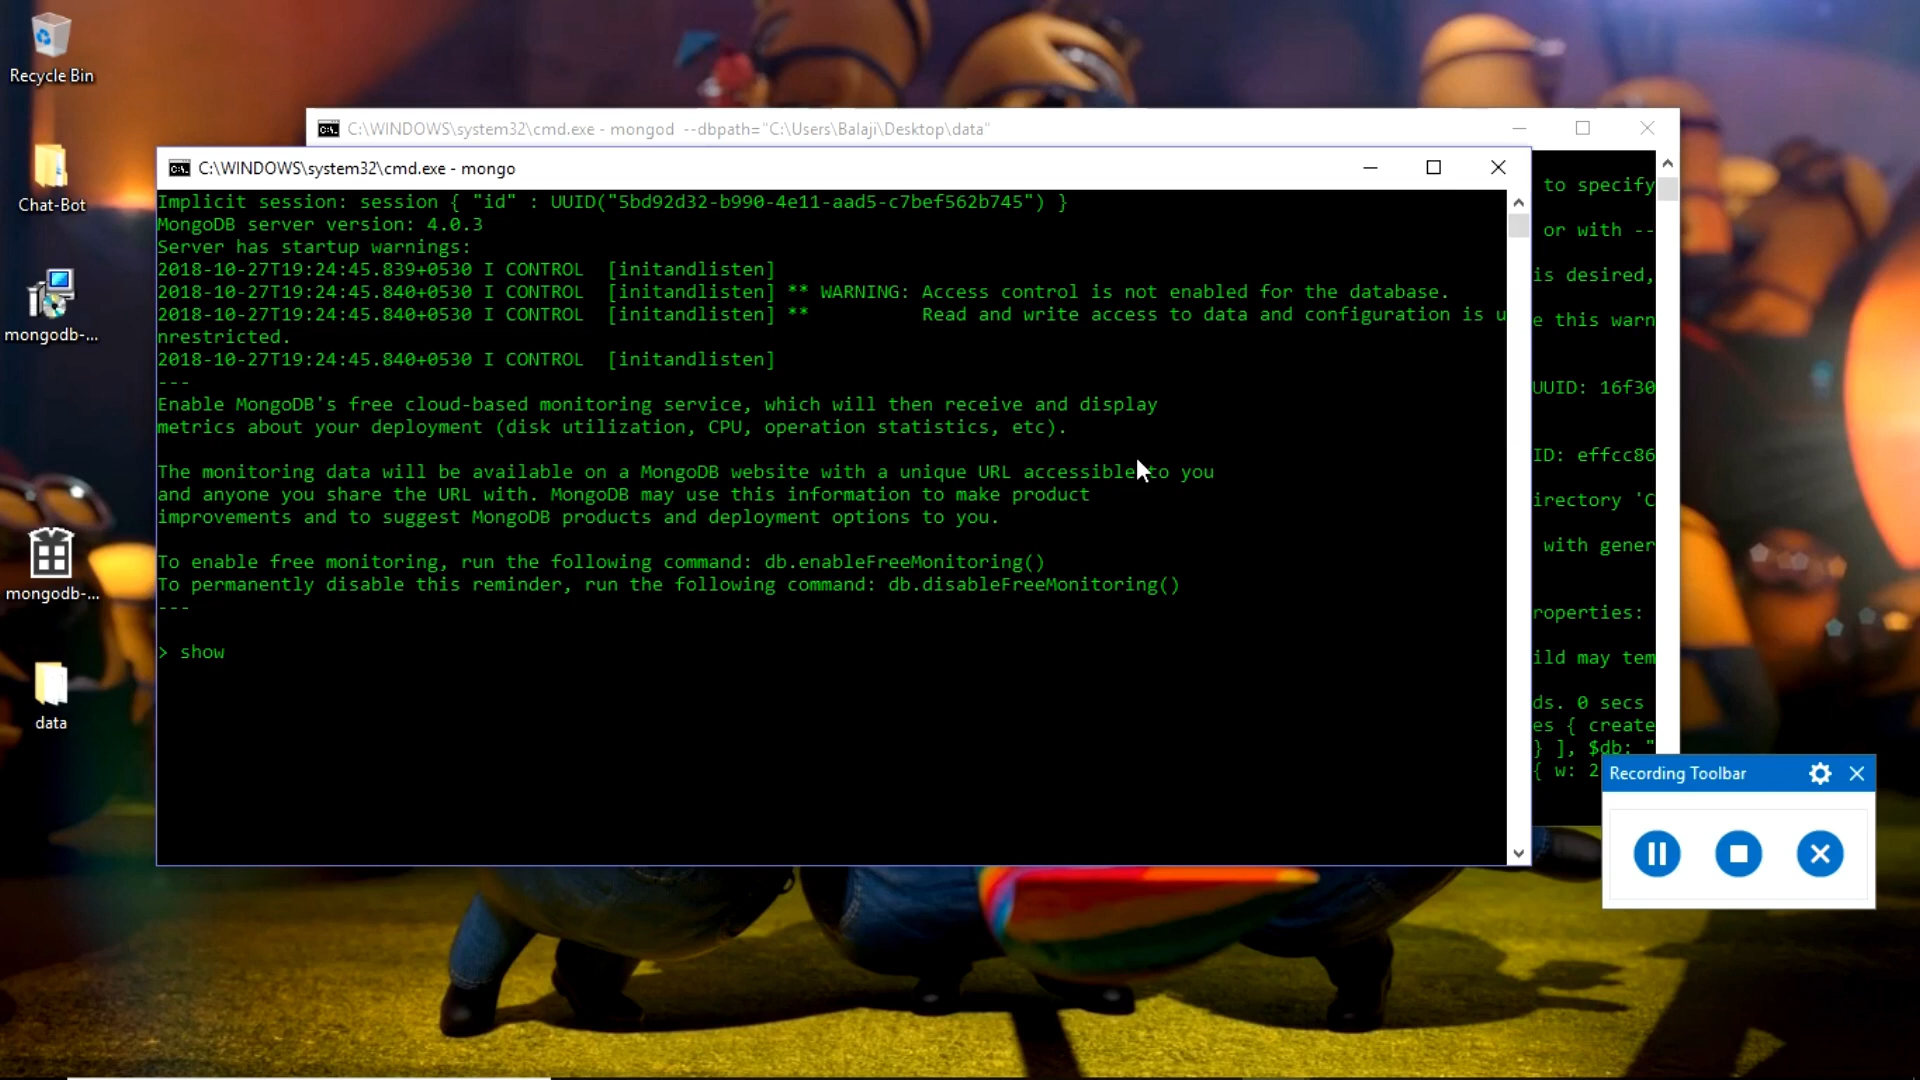 Recycle Bin
Chat-Bot
mongodb-...
mongodb-...
data
C:\WINDOWS\system32\cmd.exe - mongod --dbpath="C:\Users\Balaji\Desktop\data"
C:\WINDOWS\system32\cmd.exe - mongo
Implicit session: session { "id" : UUID("5bd92d32-b990-4e11-aad5-c7bef562b745") }
MongoDB server version: 4.0.3
Server has startup warnings:
2018-10-27T19:24:45.839+0530 I CONTROL  [initandlisten]
2018-10-27T19:24:45.840+0530 I CONTROL  [initandlisten] ** WARNING: Access control is not enabled for the database.
2018-10-27T19:24:45.840+0530 I CONTROL  [initandlisten] **          Read and write access to data and configuration is u
nrestricted.
2018-10-27T19:24:45.840+0530 I CONTROL  [initandlisten]
---
Enable MongoDB's free cloud-based monitoring service, which will then receive and display
metrics about your deployment (disk utilization, CPU, operation statistics, etc).
The monitoring data will be available on a MongoDB website with a unique URL accessible to you
and anyone you share the URL with. MongoDB may use this information to make product
improvements and to suggest MongoDB products and deployment options to you.
To enable free monitoring, run the following command: db.enableFreeMonitoring()
To permanently disable this reminder, run the following command: db.disableFreeMonitoring()
---
> show
to specify
or with --
is desired,
e this warn
UUID: 16f30
ID: effcc86
irectory 'C
with gener
roperties:
ild may tem
ds. 0 secs
es { create
} ], $db: "
{ w: 2
Recording Toolbar